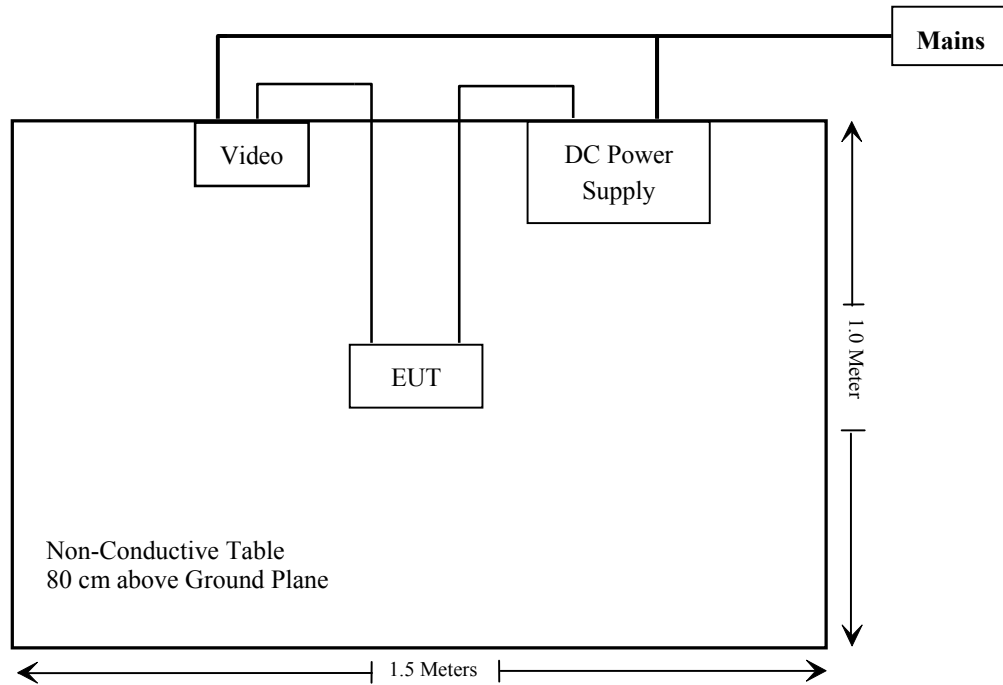 Mains
Video
DC Power
Supply
EUT
1.0 Meter
Non-Conductive Table
80 cm above Ground Plane
1.5 Meters